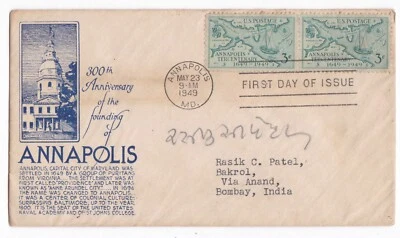 300th
Anniversary
of the
founding
of
ANNAPOLIS
ANNAPOLIS, CAPITAL CITY OF MARYLAND WAS
SETTLED IN 1649 BY A GROUP OF PURITANS
FROM VIRGINIA... THE SETTLEMENT WAS AT
FIRST CALLED "PROVIDENCE" AND LATER WAS
KNOWN AS "ANNE ARUNDEL CITY"... IN 1694
THE NAME WAS CHANGED TO ANNAPOLIS...
IT WAS A CENTER OF COLONIAL CULTURE-
SURPASSING BALTIMORE, UP TO THE YEAR
1800. IT IS THE SEAT OF THE UNITED STATES
NAVAL ACADEMY AND OF ST. JOHNS COLLEGE.
ANNAPOLIS
MAY 23
9-AM
1949
MD.
U.S. POSTAGE
ANNAPOLIS
TERCENTENARY
3¢
1649-1949
U.S. POSTAGE
ANNAPOLIS
TERCENTENARY
3¢
1649-1949
FIRST DAY OF ISSUE
Rasik C. Patel,
Bakrol,
Via Anand,
Bombay, India